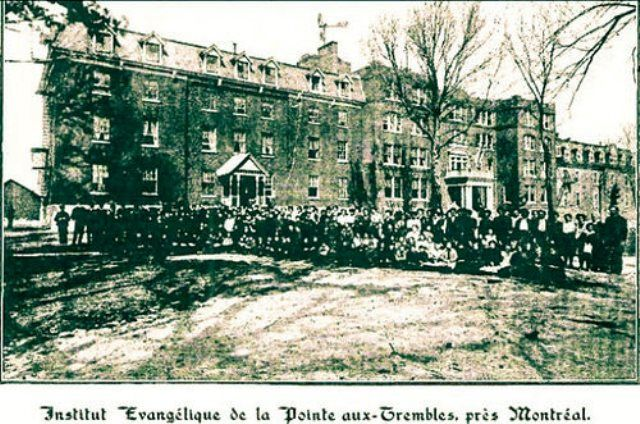 Institut Evangélique de la Pointe aux-Trembles. près Montréal.